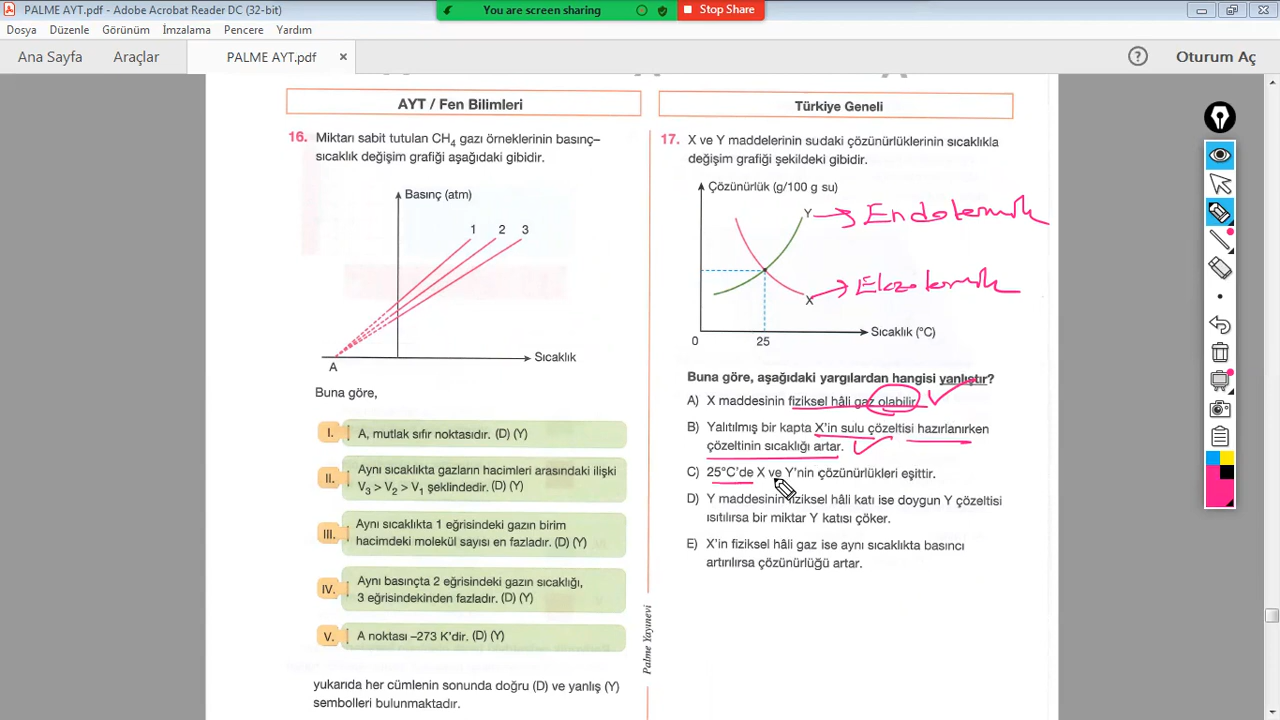 PALME AYT.pdf - Adobe Acrobat Reader DC (32-bit)
You are screen sharing
Stop Share
Dosya Düzenle Görünüm İmzalama Pencere Yardım
Ana Sayfa Araçlar PALME AYT.pdf × ? Oturum Aç
AYT / Fen Bilimleri
16. Miktarı sabit tutulan CH4 gazı örneklerinin basınç–
sıcaklık değişim grafiği aşağıdaki gibidir.
Basınç (atm)
1 2 3
Sıcaklık
A
Buna göre,
I. A, mutlak sıfır noktasıdır. (D) (Y)
II. Aynı sıcaklıkta gazların hacimleri arasındaki ilişki
V3 > V2 > V1 şeklindedir. (D) (Y)
III. Aynı sıcaklıkta 1 eğrisindeki gazın birim
hacimdeki molekül sayısı en fazladır. (D) (Y)
IV. Aynı basınçta 2 eğrisindeki gazın sıcaklığı,
3 eğrisindekinden fazladır. (D) (Y)
V. A noktası –273 K'dir. (D) (Y)
yukarıda her cümlenin sonunda doğru (D) ve yanlış (Y)
sembolleri bulunmaktadır.
Palme Yayınevi
Türkiye Geneli
17. X ve Y maddelerinin sudaki çözünürlüklerinin sıcaklıkla
değişim grafiği şekildeki gibidir.
Çözünürlük (g/100 g su)
Y Endotermik
X Ekzotermik
Sıcaklık (°C)
0 25
Buna göre, aşağıdaki yargılardan hangisi yanlıştır?
A) X maddesinin fiziksel hâli gaz olabilir.
B) Yalıtılmış bir kapta X'in sulu çözeltisi hazırlanırken
çözeltinin sıcaklığı artar.
C) 25°C'de X ve Y'nin çözünürlükleri eşittir.
D) Y maddesinin fiziksel hâli katı ise doygun Y çözeltisi
ısıtılırsa bir miktar Y katısı çöker.
E) X'in fiziksel hâli gaz ise aynı sıcaklıkta basıncı
artırılırsa çözünürlüğü artar.